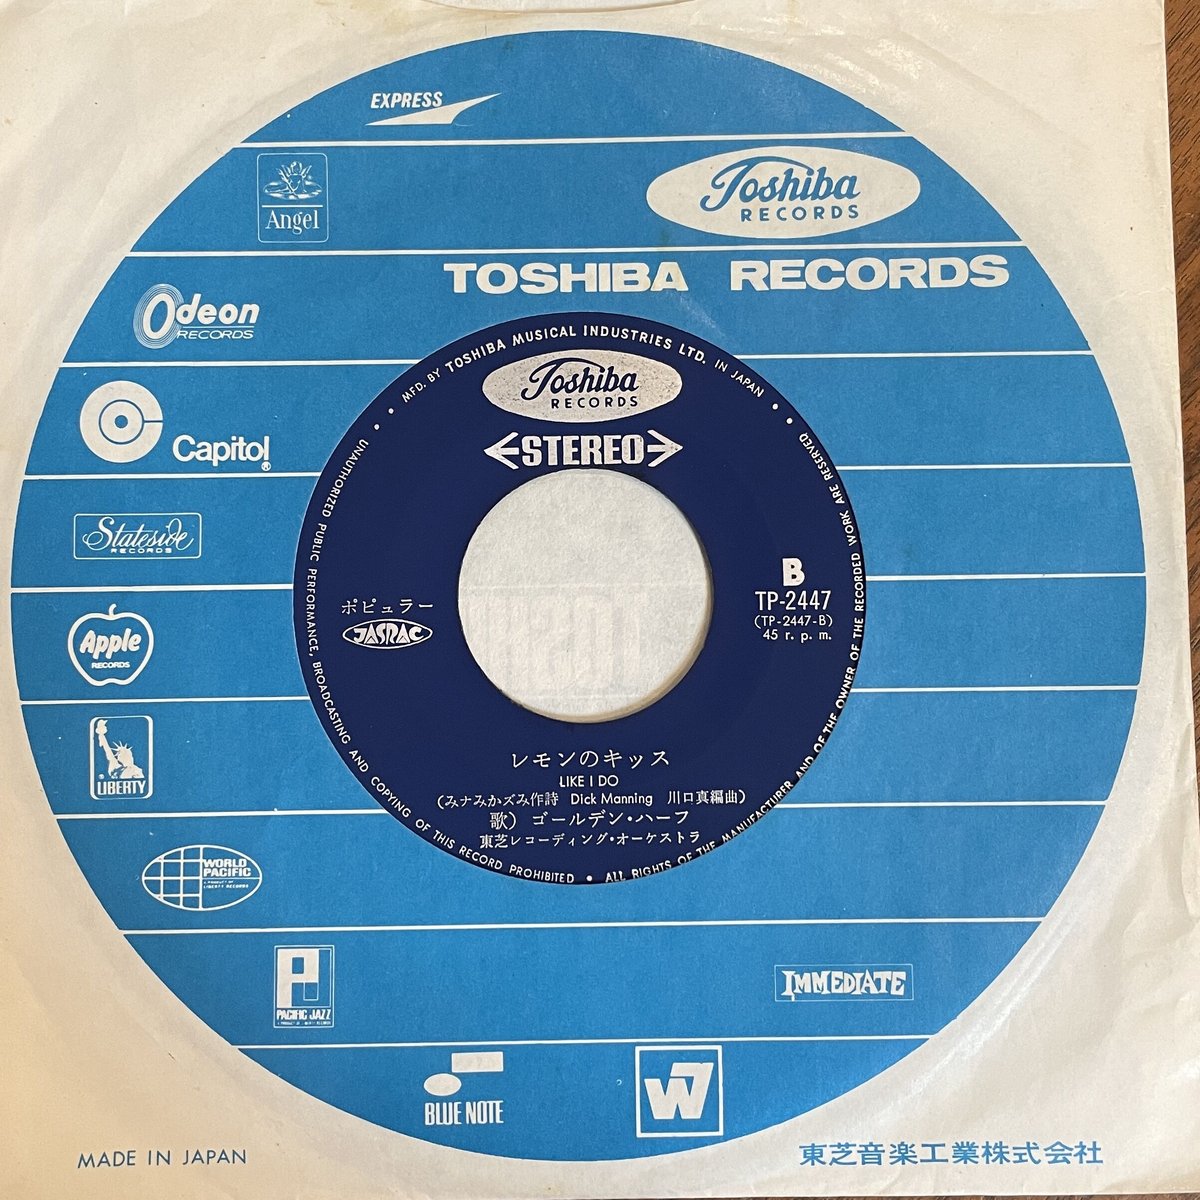 EXPRESS
Angel
Toshiba
RECORDS
TOSHIBA RECORDS
Odeon
RECORDS
Capitol
®
Stateside
RECORDS
Apple
RECORDS
LIBERTY
WORLD
PACIFIC
PJ
PACIFIC JAZZ
IMMEDIATE
BLUE NOTE
W7
MADE IN JAPAN
東芝音楽工業株式会社
• MFD. BY TOSHIBA MUSICAL INDUSTRIES LTD. IN JAPAN •
• ALL RIGHTS OF THE MANUFACTURER AND OF THE OWNER OF THE RECORDED WORK ARE RESERVED •
• UNAUTHORIZED PUBLIC PERFORMANCE, BROADCASTING AND COPYING OF THIS RECORD PROHIBITED
Toshiba
RECORDS
STEREO
ポピュラー
JASRAC
B
TP-2447
(TP-2447-B)
45 r. p. m.
レモンのキッス
LIKE I DO
(みナみカズみ作詩 Dick Manning 川口真編曲)
歌) ゴールデン・ハーフ
東芝レコーディング・オーケストラ